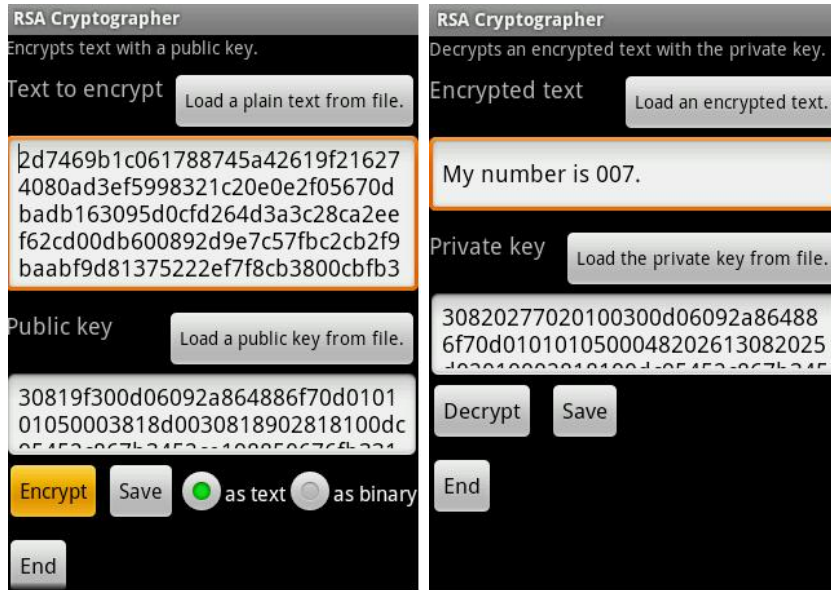 RSA Cryptographer
Encrypts text with a public key.
Text to encrypt
Load a plain text from file.
2d7469b1c061788745a42619f21627
4080ad3ef5998321c20e0e2f05670d
badb163095d0cfd264d3a3c28ca2ee
f62cd00db600892d9e7c57fbc2cb2f9
baabf9d81375222ef7f8cb3800cbfb3
Public key
Load a public key from file.
30819f300d06092a864886f70d0101
01050003818d0030818902818100dc
Encrypt
Save
as text
as binary
End
RSA Cryptographer
Decrypts an encrypted text with the private key.
Encrypted text
Load an encrypted text.
My number is 007.
Private key
Load the private key from file.
30820277020100300d06092a86488
6f70d0101010500048202613082025
Decrypt
Save
End